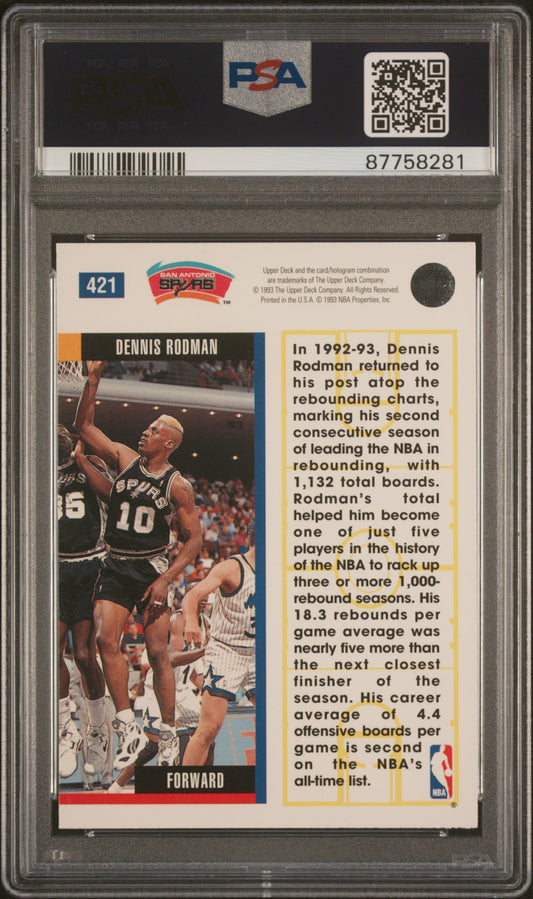 PSA
87758281
421
SAN ANTONIO
SPURS
TM
Upper Deck and the card/hologram combination
are trademarks of The Upper Deck Company.
© 1993 The Upper Deck Company. All Rights Reserved.
Printed in the U.S.A. © 1993 NBA Properties, Inc.
DENNIS RODMAN
SPURS
10
35
FORWARD
In 1992-93, Dennis
Rodman returned to
his post atop the
rebounding charts,
marking his second
consecutive season
of leading the NBA in
rebounding, with
1,132 total boards.
Rodman's total
helped him become
one of just five
players in the history
of the NBA to rack up
three or more 1,000-
rebound seasons. His
18.3 rebounds per
game average was
nearly five more than
the next closest
finisher of the
season. His career
average of 4.4
offensive boards per
game is second
on the NBA's
all-time list.
NBA
®
PSA